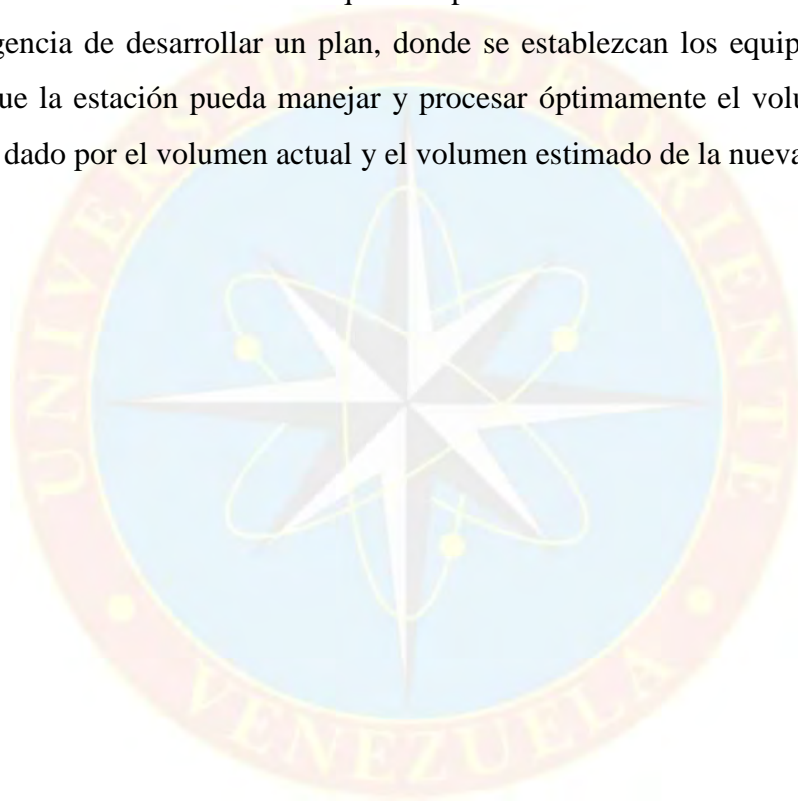 gencia de desarrollar un plan, donde se establezcan los equip
ue la estación pueda manejar y procesar óptimamente el volu
dado por el volumen actual y el volumen estimado de la nueva
UNIVERSIDAD DE ORIENTE
VENEZUELA